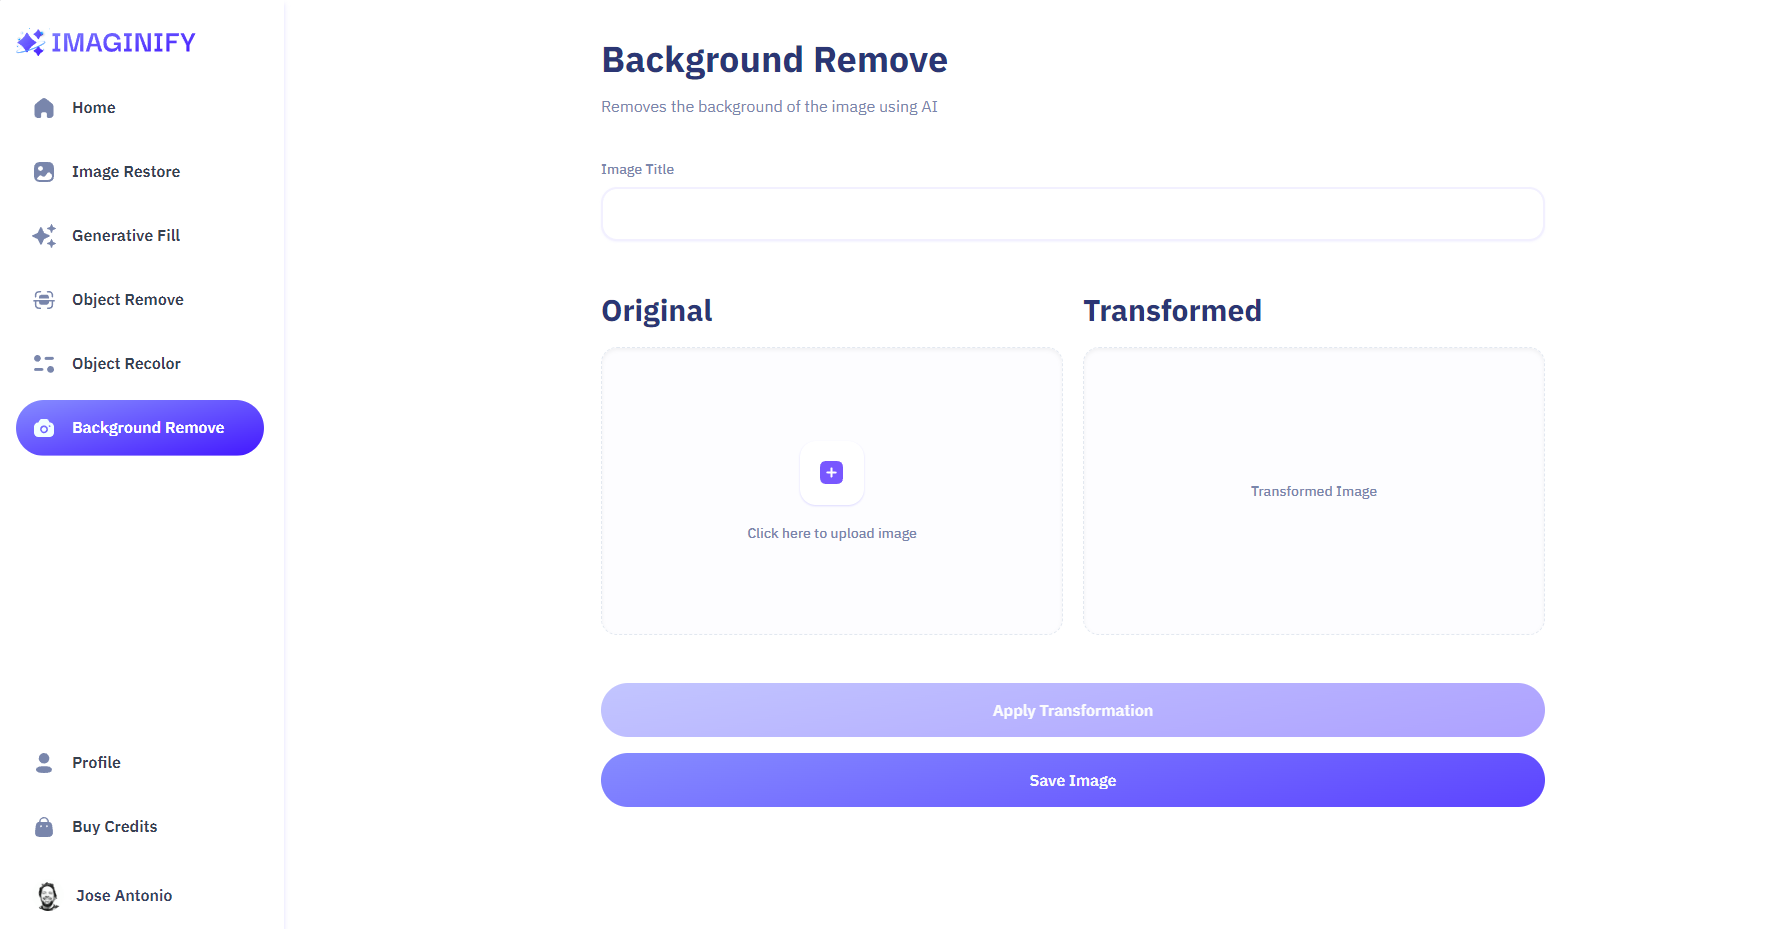 IMAGINIFY
Home
Image Restore
Generative Fill
Object Remove
Object Recolor
Background Remove
Profile
Buy Credits
Jose Antonio
Background Remove
Removes the background of the image using AI
Image Title
Original
Transformed
Click here to upload image
Transformed Image
Apply Transformation
Save Image